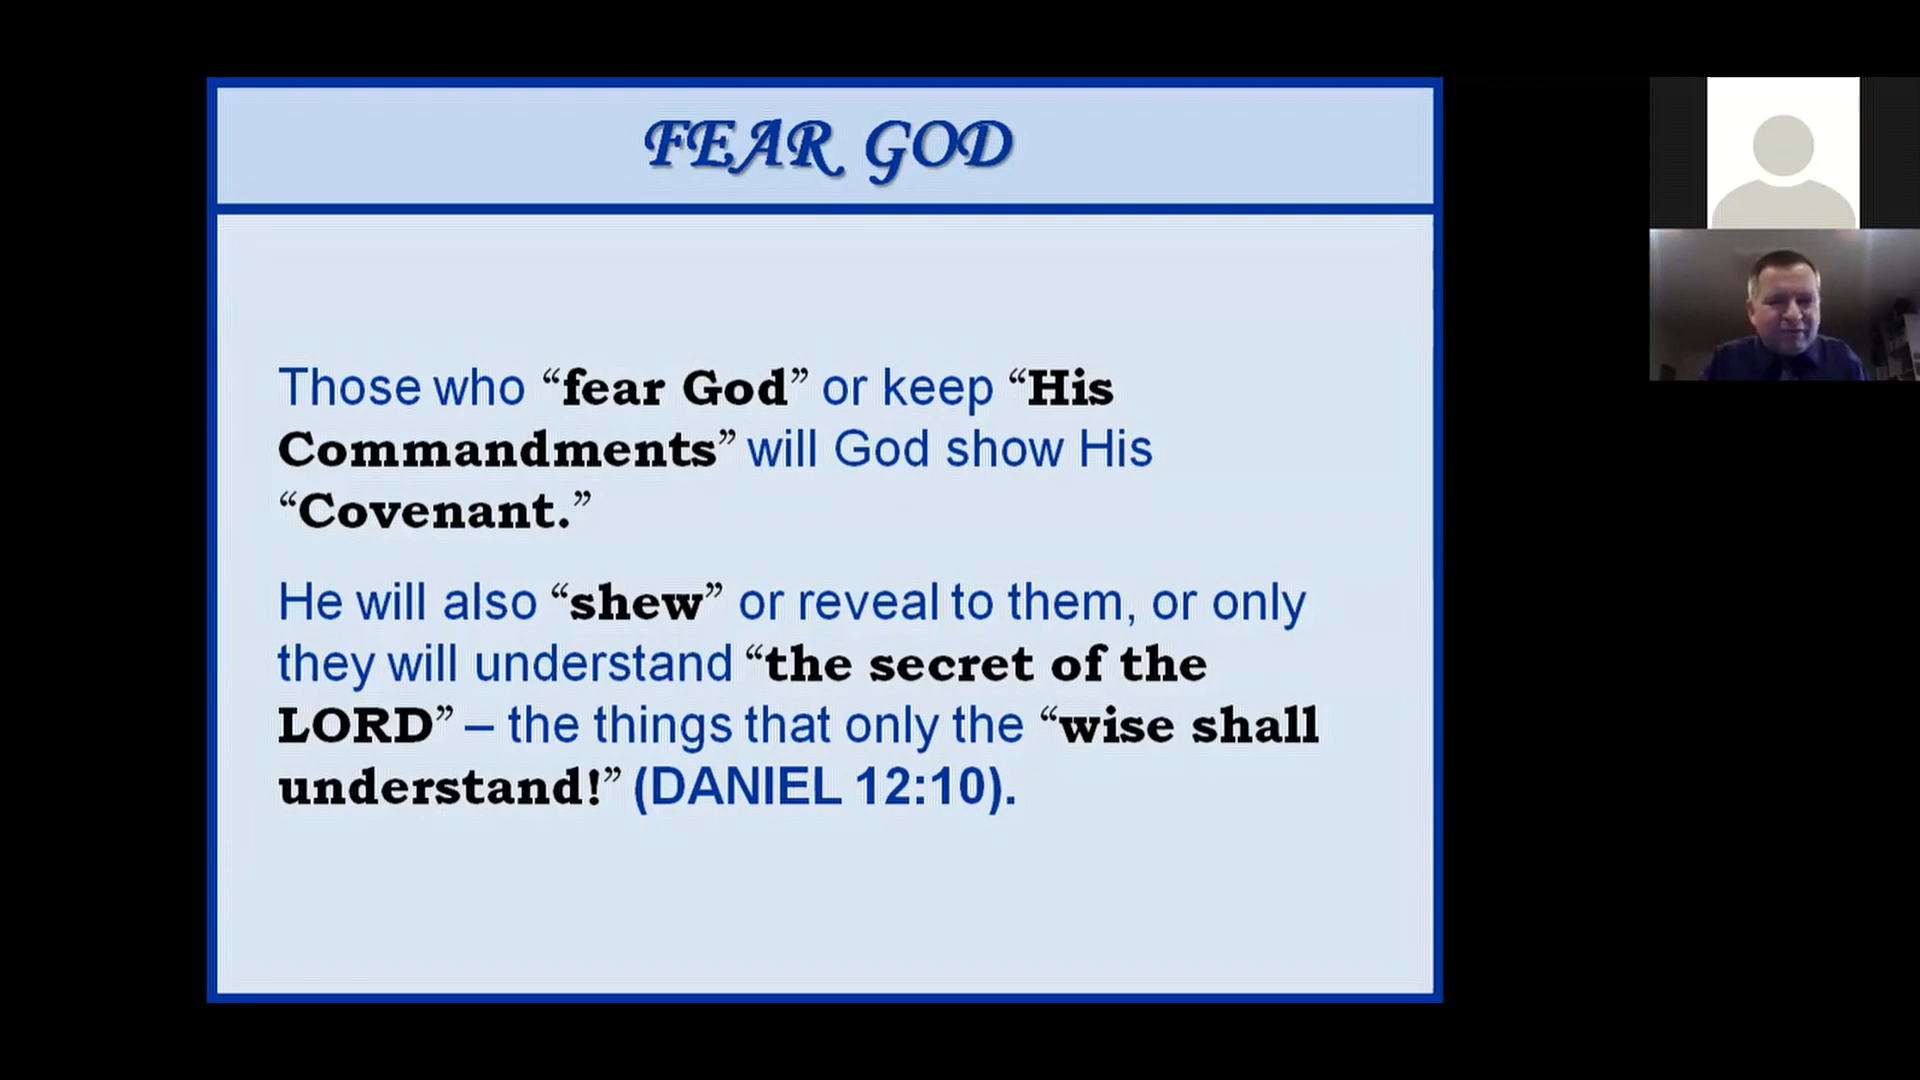 FEAR GOD
Those who “fear God” or keep “His
Commandments” will God show His
“Covenant.”
He will also “shew” or reveal to them, or only
they will understand “the secret of the
LORD” – the things that only the “wise shall
understand!” (DANIEL 12:10).